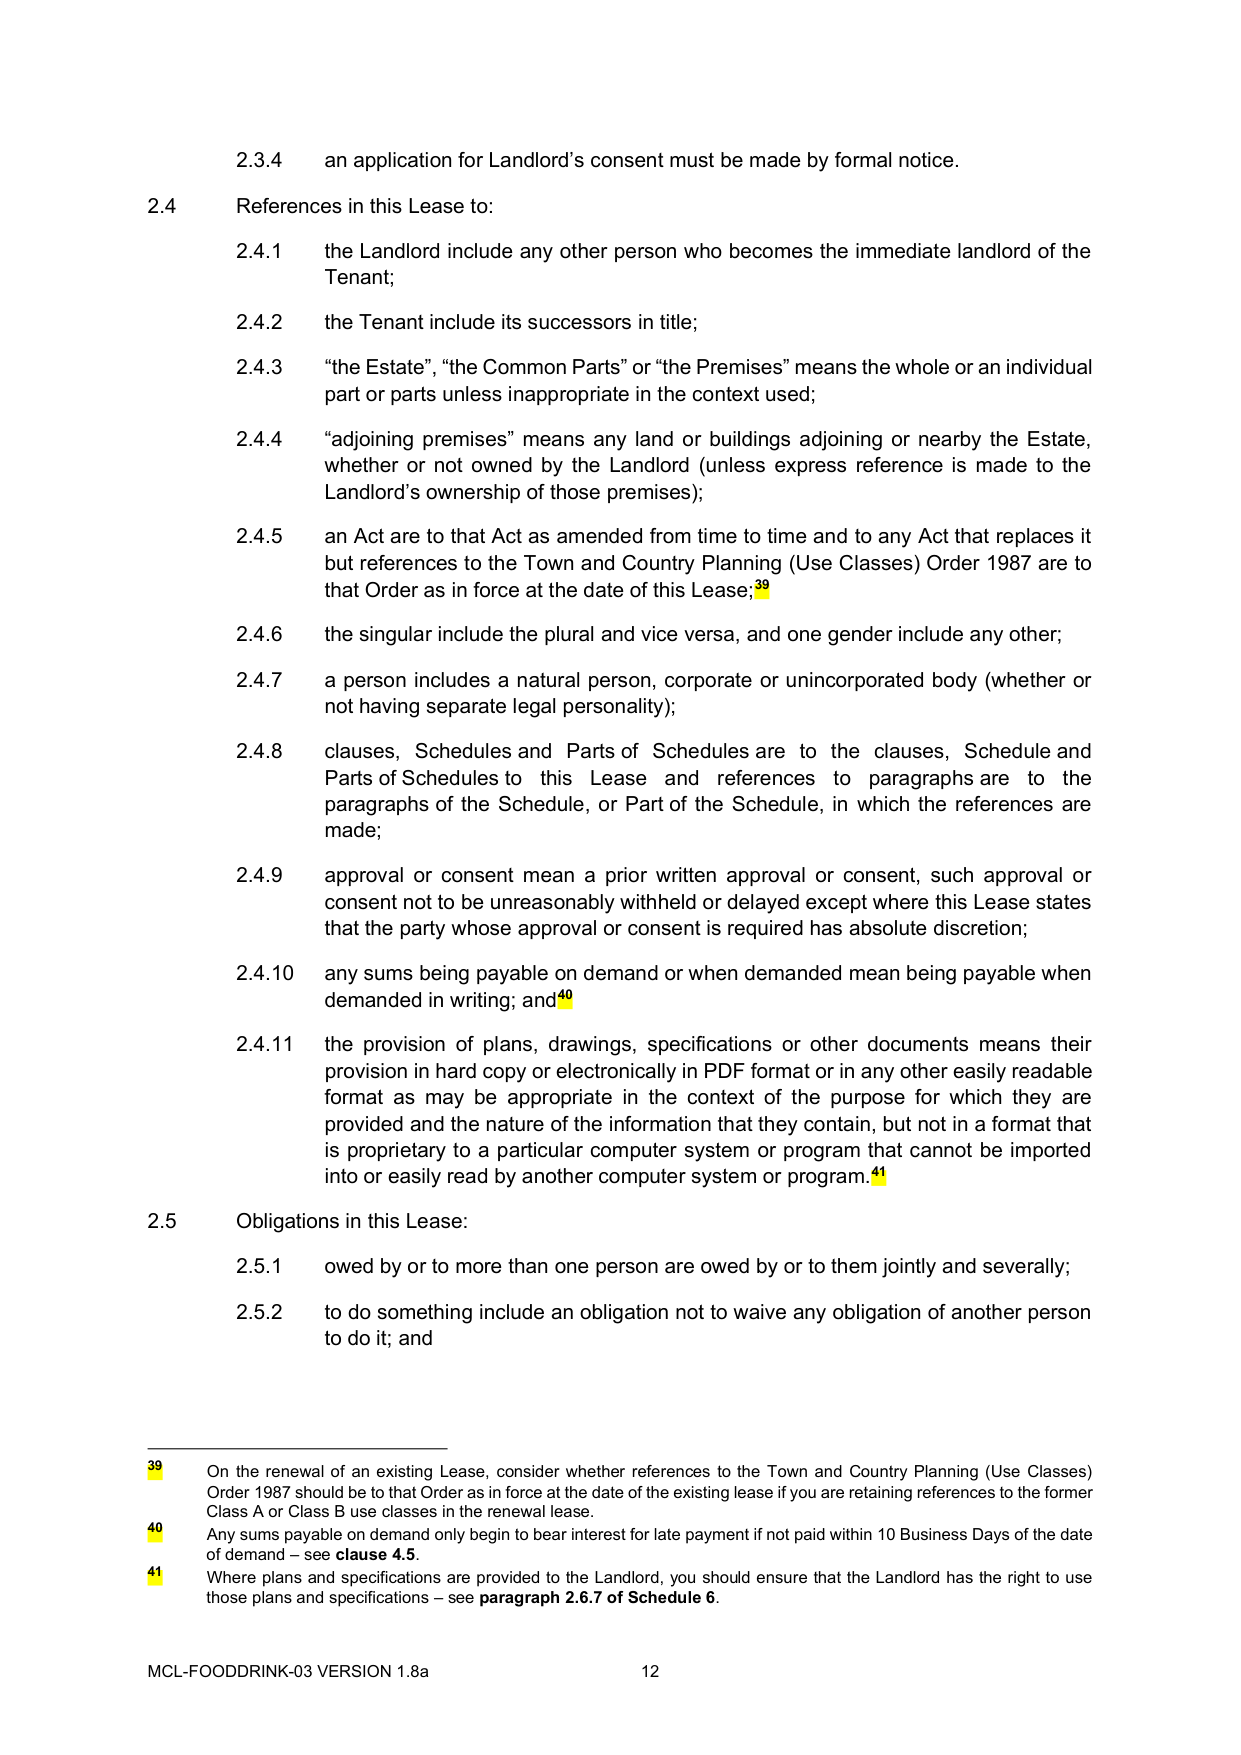 2.3.4 an application for Landlord’s consent must be made by formal notice.
2.4 References in this Lease to:
2.4.1 the Landlord include any other person who becomes the immediate landlord of the
Tenant;
2.4.2 the Tenant include its successors in title;
2.4.3 “the Estate”, “the Common Parts” or “the Premises” means the whole or an individual
part or parts unless inappropriate in the context used;
2.4.4 “adjoining premises” means any land or buildings adjoining or nearby the Estate,
whether or not owned by the Landlord (unless express reference is made to the
Landlord’s ownership of those premises);
2.4.5 an Act are to that Act as amended from time to time and to any Act that replaces it
but references to the Town and Country Planning (Use Classes) Order 1987 are to
that Order as in force at the date of this Lease;39
2.4.6 the singular include the plural and vice versa, and one gender include any other;
2.4.7 a person includes a natural person, corporate or unincorporated body (whether or
not having separate legal personality);
2.4.8 clauses, Schedules and Parts of Schedules are to the clauses, Schedule and
Parts of Schedules to this Lease and references to paragraphs are to the
paragraphs of the Schedule, or Part of the Schedule, in which the references are
made;
2.4.9 approval or consent mean a prior written approval or consent, such approval or
consent not to be unreasonably withheld or delayed except where this Lease states
that the party whose approval or consent is required has absolute discretion;
2.4.10 any sums being payable on demand or when demanded mean being payable when
demanded in writing; and40
2.4.11 the provision of plans, drawings, specifications or other documents means their
provision in hard copy or electronically in PDF format or in any other easily readable
format as may be appropriate in the context of the purpose for which they are
provided and the nature of the information that they contain, but not in a format that
is proprietary to a particular computer system or program that cannot be imported
into or easily read by another computer system or program.41
2.5 Obligations in this Lease:
2.5.1 owed by or to more than one person are owed by or to them jointly and severally;
2.5.2 to do something include an obligation not to waive any obligation of another person
to do it; and
39 On the renewal of an existing Lease, consider whether references to the Town and Country Planning (Use Classes)
Order 1987 should be to that Order as in force at the date of the existing lease if you are retaining references to the former
Class A or Class B use classes in the renewal lease.
40 Any sums payable on demand only begin to bear interest for late payment if not paid within 10 Business Days of the date
of demand – see clause 4.5.
41 Where plans and specifications are provided to the Landlord, you should ensure that the Landlord has the right to use
those plans and specifications – see paragraph 2.6.7 of Schedule 6.
MCL-FOODDRINK-03 VERSION 1.8a 12